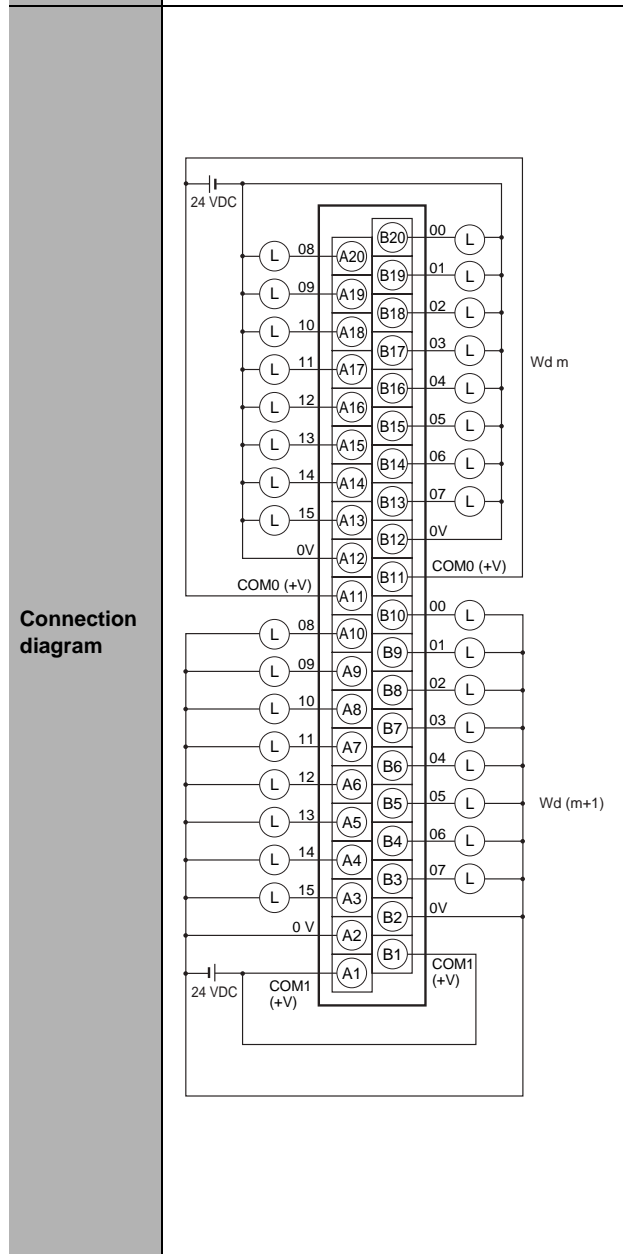 Connection
diagram
24 VDC
08 A20 B20 00 L
L 09 A19 B19 01 L
L 10 A18 B18 02 L
L 11 A17 B17 03 L
L 12 A16 B16 04 L
L 13 A15 B15 05 L
L 14 A14 B14 06 L
L 15 A13 B13 07 L
L
0V A12 B12 0V
COM0 (+V) A11 B11 COM0 (+V)
Wd m
L 08 A10 B10 00 L
L 09 A9 B9 01 L
L 10 A8 B8 02 L
L 11 A7 B7 03 L
L 12 A6 B6 04 L
L 13 A5 B5 05 L
L 14 A4 B4 06 L
L 15 A3 B3 07 L
0 V A2 B2 0V
Wd (m+1)
24 VDC
COM1
(+V)
A1 B1
COM1
(+V)